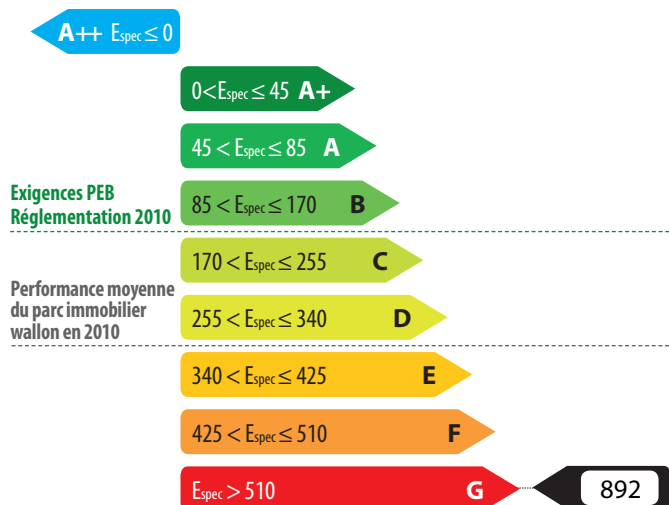 A++ Espec ≤ 0
0<Espec ≤ 45 A+
45 < Espec ≤ 85 A
Exigences PEB
Réglementation 2010
85 < Espec ≤ 170 B
170 < Espec ≤ 255 C
Performance moyenne
du parc immobilier
wallon en 2010
255 < Espec ≤ 340 D
340 < Espec ≤ 425 E
425 < Espec ≤ 510 F
Espec > 510 G
892